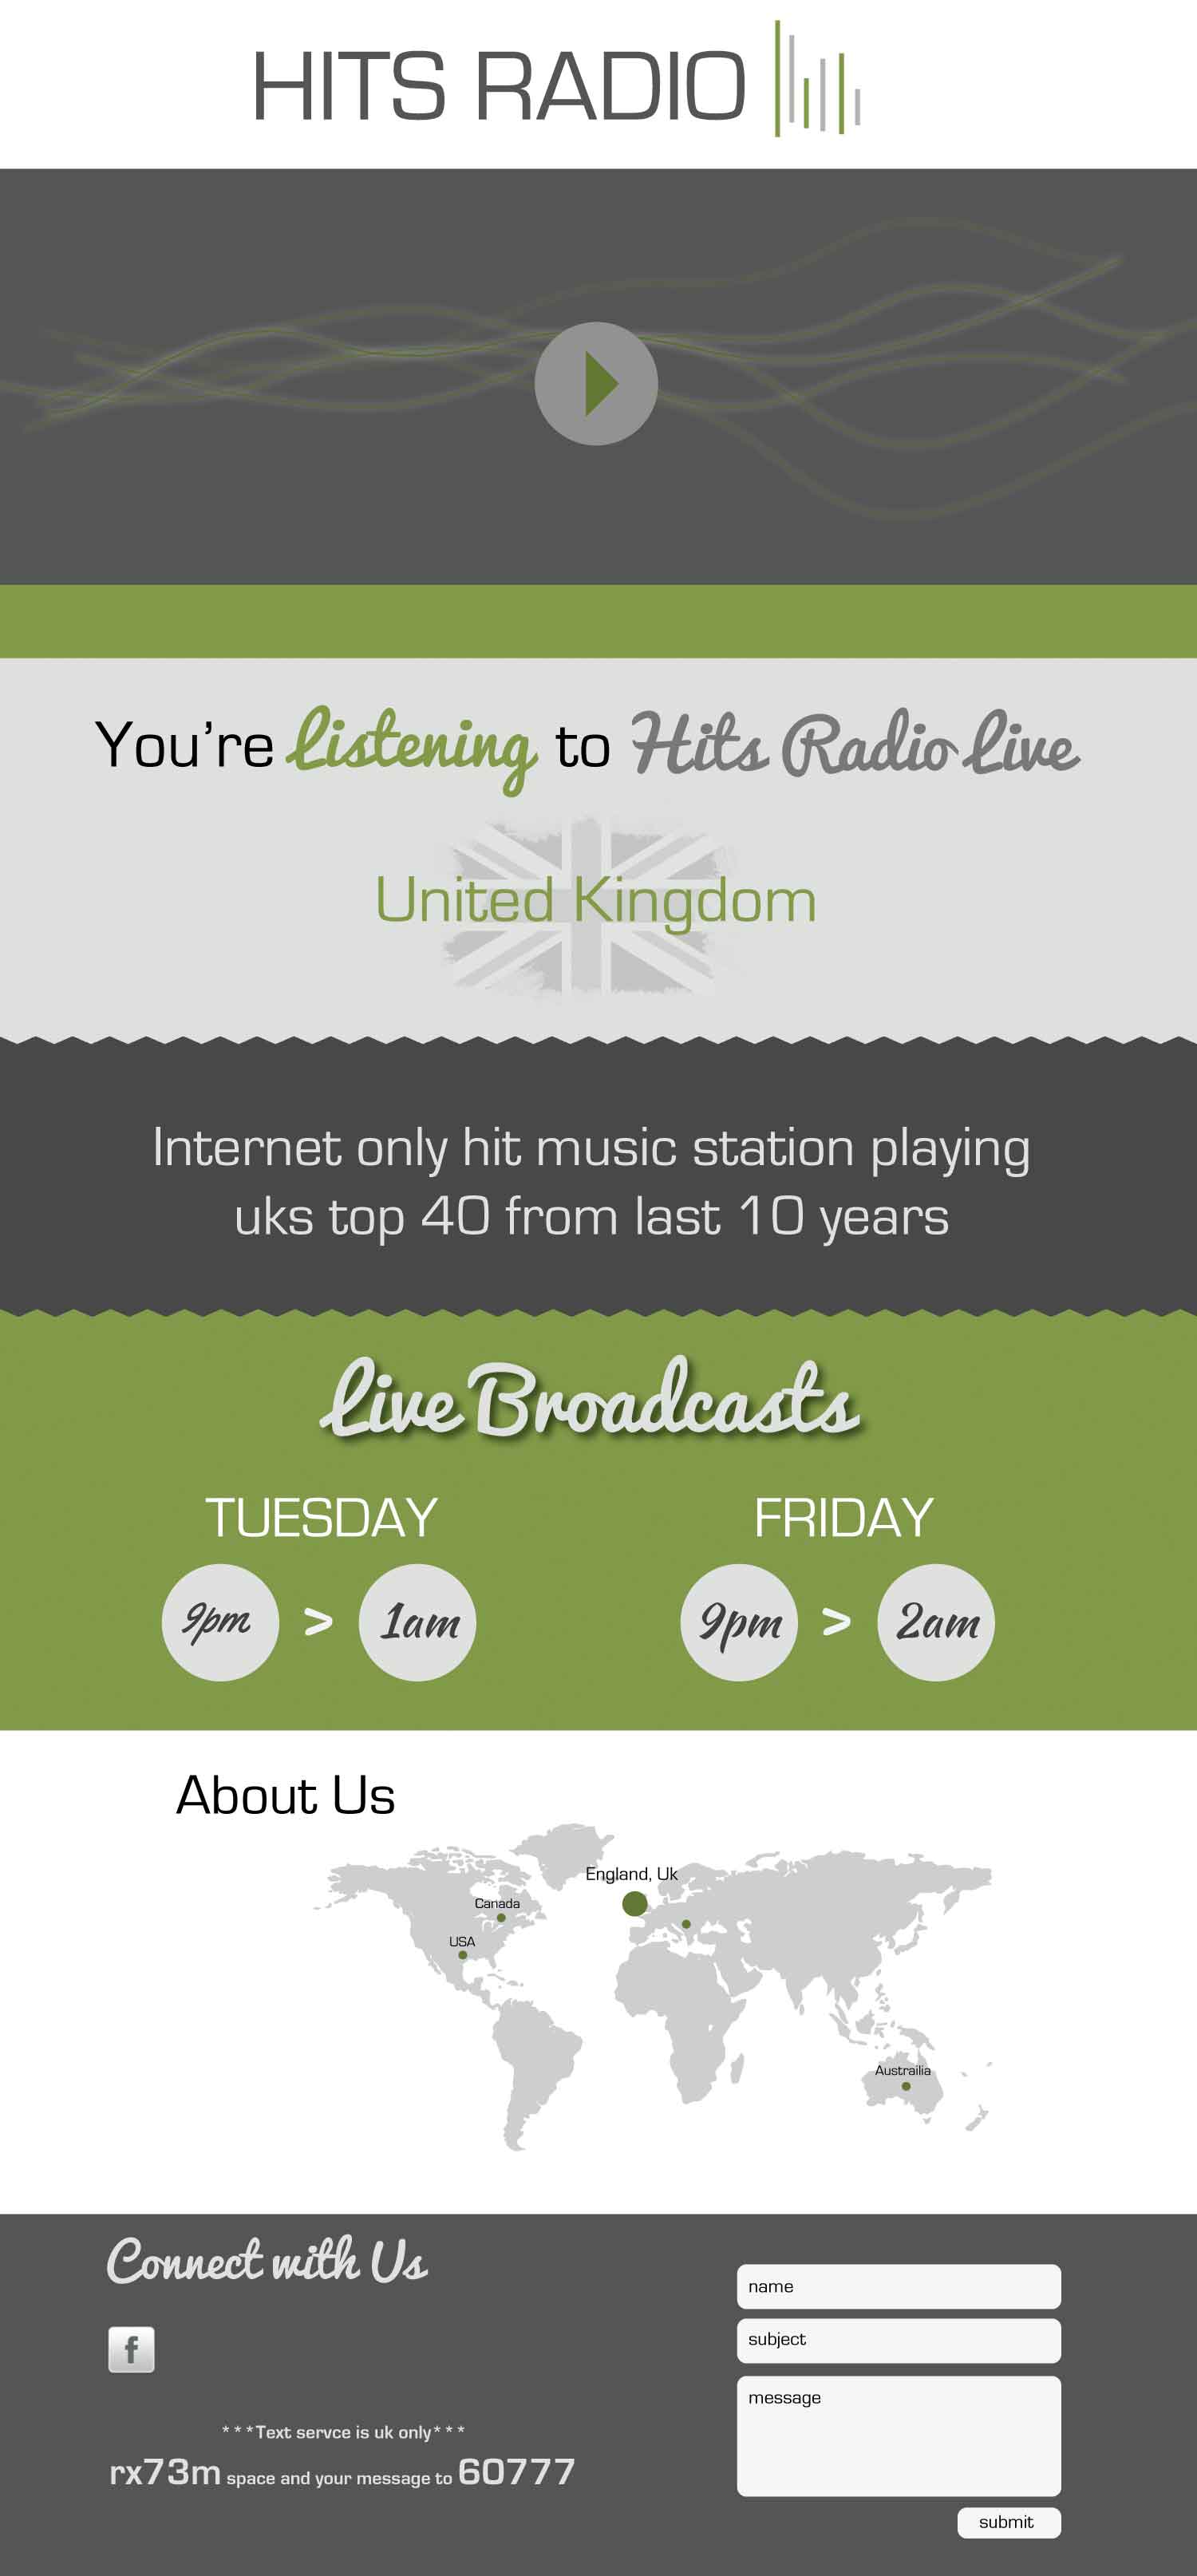 HITS RADIO
You're Listening to Hits Radio Live
United Kingdom
Internet only hit music station playing
uks top 40 from last 10 years
Live Broadcasts
TUESDAY
9pm > 1am
FRIDAY
9pm > 2am
About Us
England, Uk
Canada
USA
Austrailia
Connect with Us
f
***Text servce is uk only***
rx73m space and your message to 60777
name
subject
message
submit